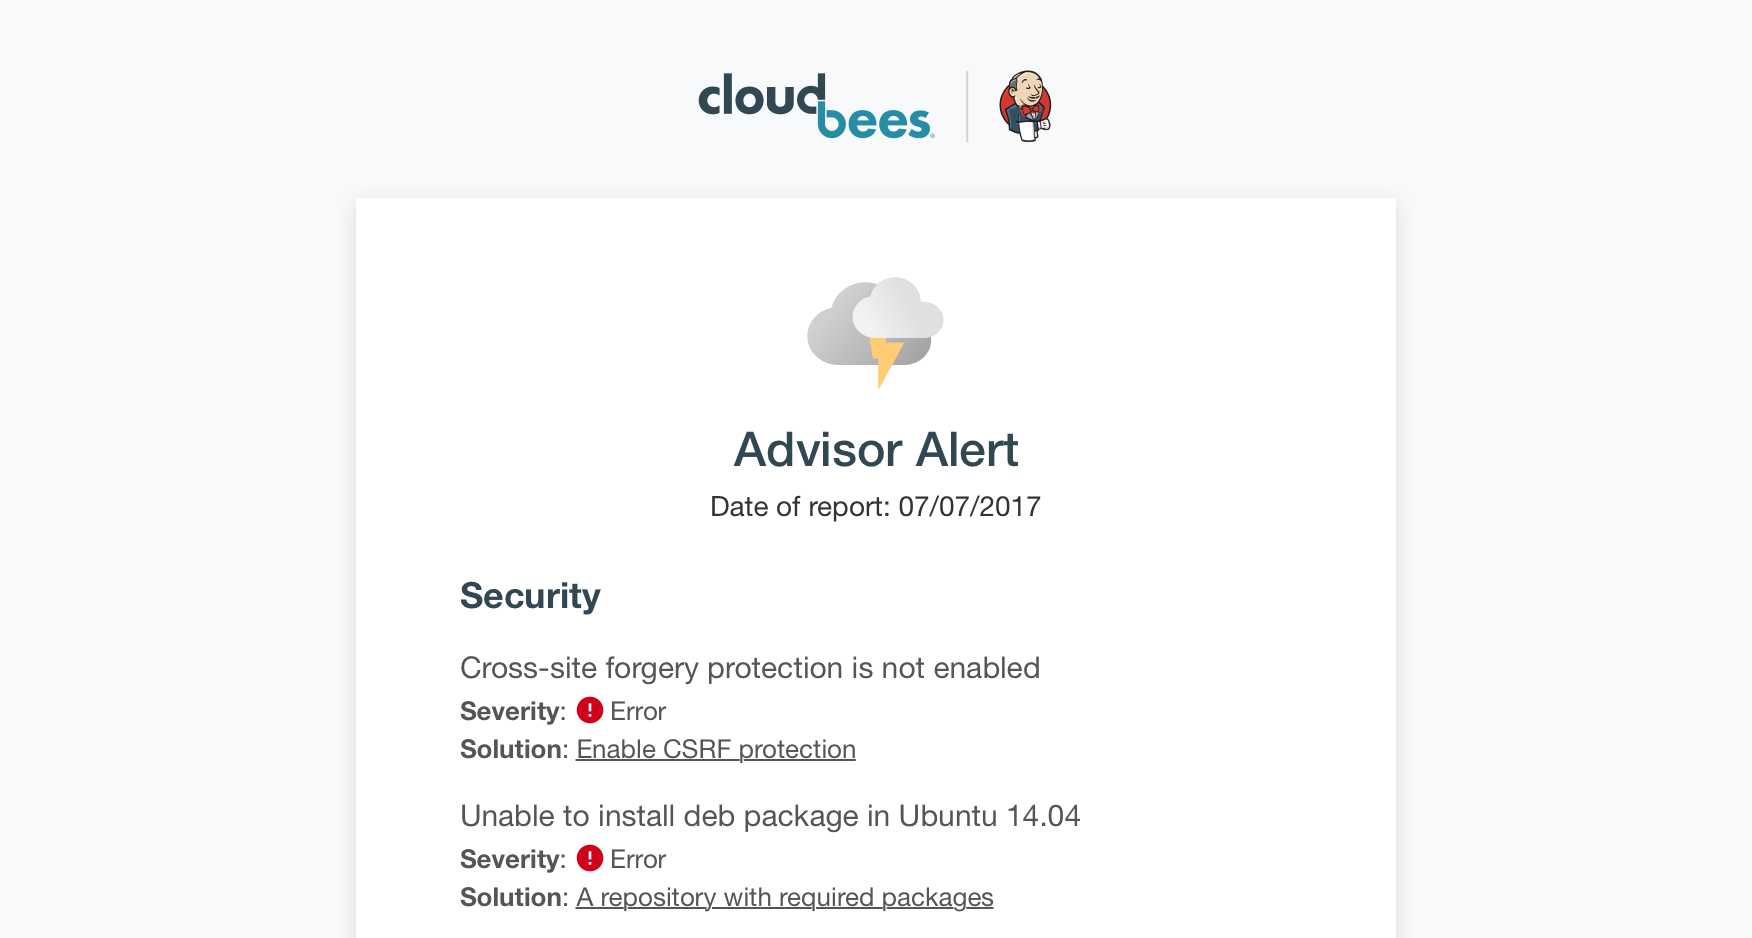 cloudbees
Advisor Alert
Date of report: 07/07/2017
Security
Cross-site forgery protection is not enabled
Severity: ! Error
Solution: Enable CSRF protection
Unable to install deb package in Ubuntu 14.04
Severity: ! Error
Solution: A repository with required packages